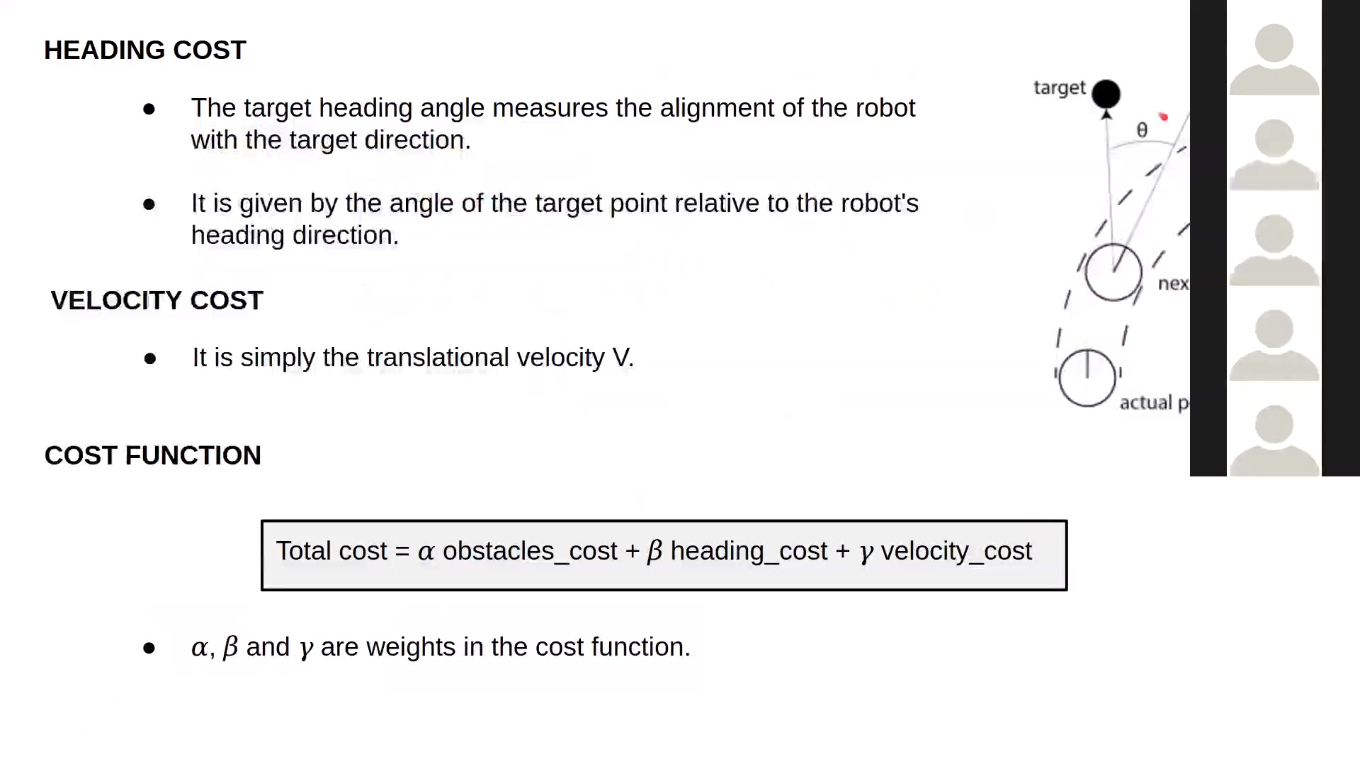 HEADING COST
● The target heading angle measures the alignment of the robot
with the target direction.
● It is given by the angle of the target point relative to the robot's
heading direction.
VELOCITY COST
● It is simply the translational velocity V.
COST FUNCTION
Total cost = α obstacles_cost + β heading_cost + γ velocity_cost
● α, β and γ are weights in the cost function.
target
θ
nex
actual p